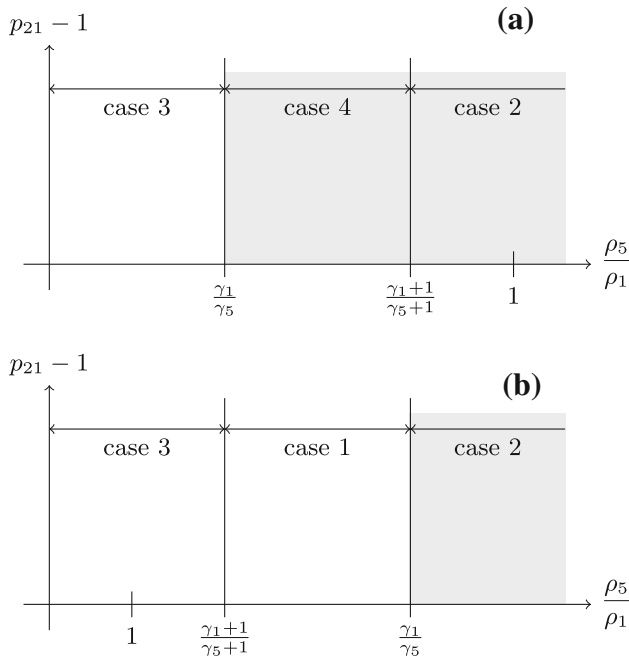 p₂₁ − 1
(a)
case 3 case 4 case 2
ρ₅/ρ₁
γ₁/γ₅ (γ₁+1)/(γ₅+1) 1
p₂₁ − 1
(b)
case 3 case 1 case 2
ρ₅/ρ₁
1 (γ₁+1)/(γ₅+1) γ₁/γ₅